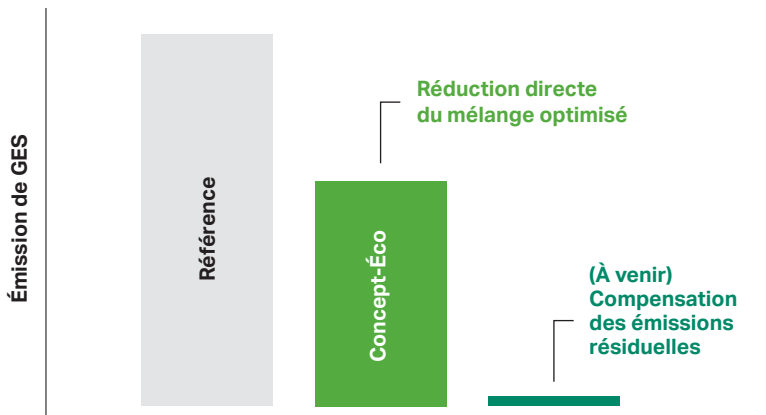 Émission de GES
Référence
Concept-Éco
Réduction directe
du mélange optimisé
(À venir)
Compensation
des émissions
résiduelles